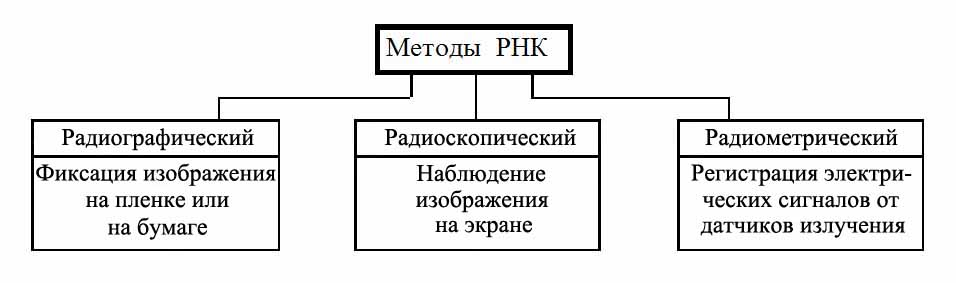 Методы РНК
Радиографический
Фиксация изображения
на пленке или
на бумаге
Радиоскопический
Наблюдение
изображения
на экране
Радиометрический
Регистрация электри-
ческих сигналов от
датчиков излучения